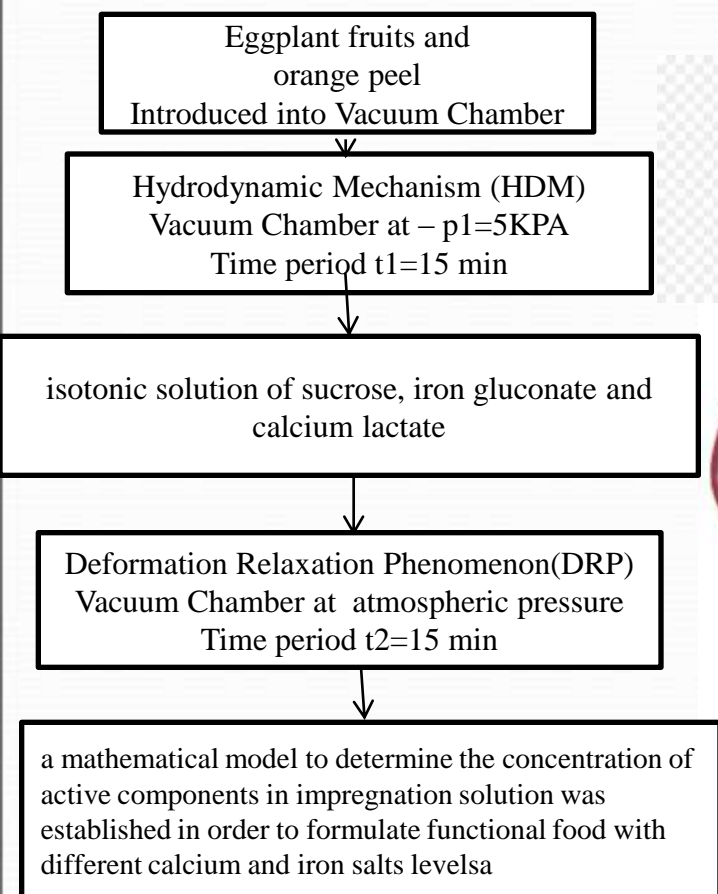 Eggplant fruits and
orange peel
Introduced into Vacuum Chamber
Hydrodynamic Mechanism (HDM)
Vacuum Chamber at – p1=5KPA
Time period t1=15 min
isotonic solution of sucrose, iron gluconate and
calcium lactate
Deformation Relaxation Phenomenon(DRP)
Vacuum Chamber at atmospheric pressure
Time period t2=15 min
a mathematical model to determine the concentration of
active components in impregnation solution was
established in order to formulate functional food with
different calcium and iron salts levelsa